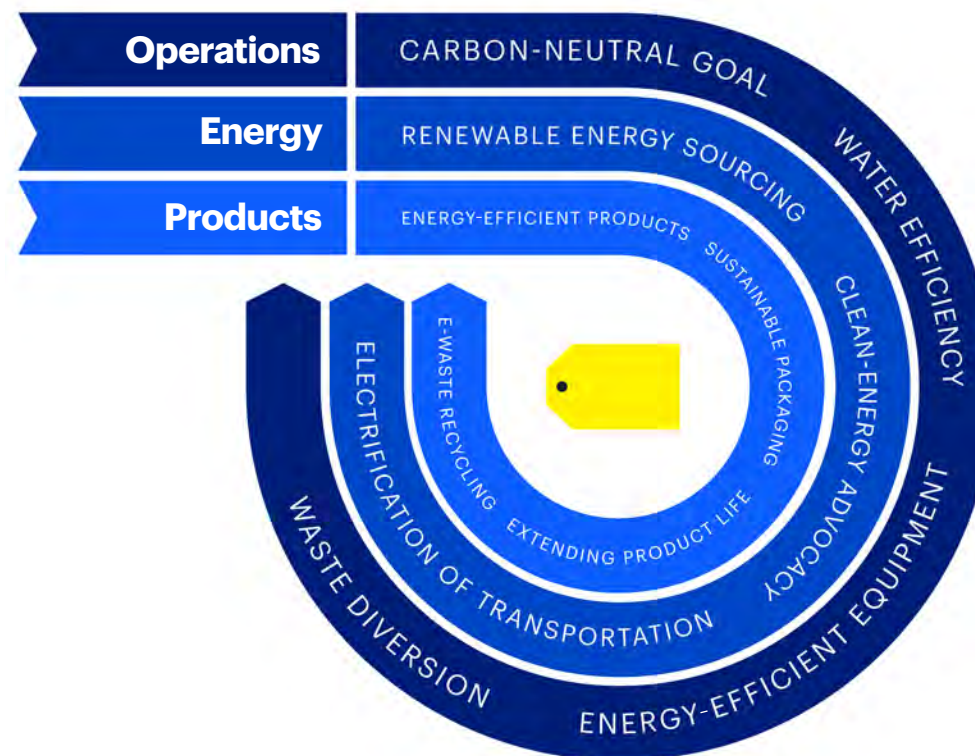 Operations
CARBON-NEUTRAL GOAL
WATER EFFICIENCY
ENERGY-EFFICIENT EQUIPMENT
WASTE DIVERSION
Energy
RENEWABLE ENERGY SOURCING
CLEAN-ENERGY ADVOCACY
ELECTRIFICATION OF TRANSPORTATION
Products
ENERGY-EFFICIENT PRODUCTS
SUSTAINABLE PACKAGING
EXTENDING PRODUCT LIFE
E-WASTE RECYCLING